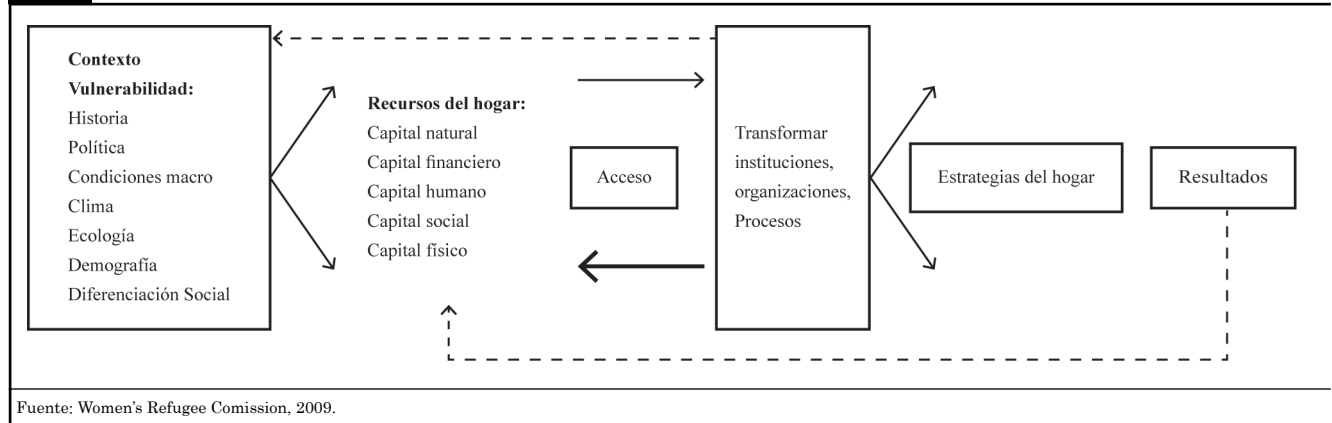 Contexto
Vulnerabilidad:
Historia
Política
Condiciones macro
Clima
Ecología
Demografía
Diferenciación Social
Recursos del hogar:
Capital natural
Capital financiero
Capital humano
Capital social
Capital físico
Acceso
Transformar
instituciones,
organizaciones,
Procesos
Estrategias del hogar
Resultados
Fuente: Women's Refugee Comission, 2009.